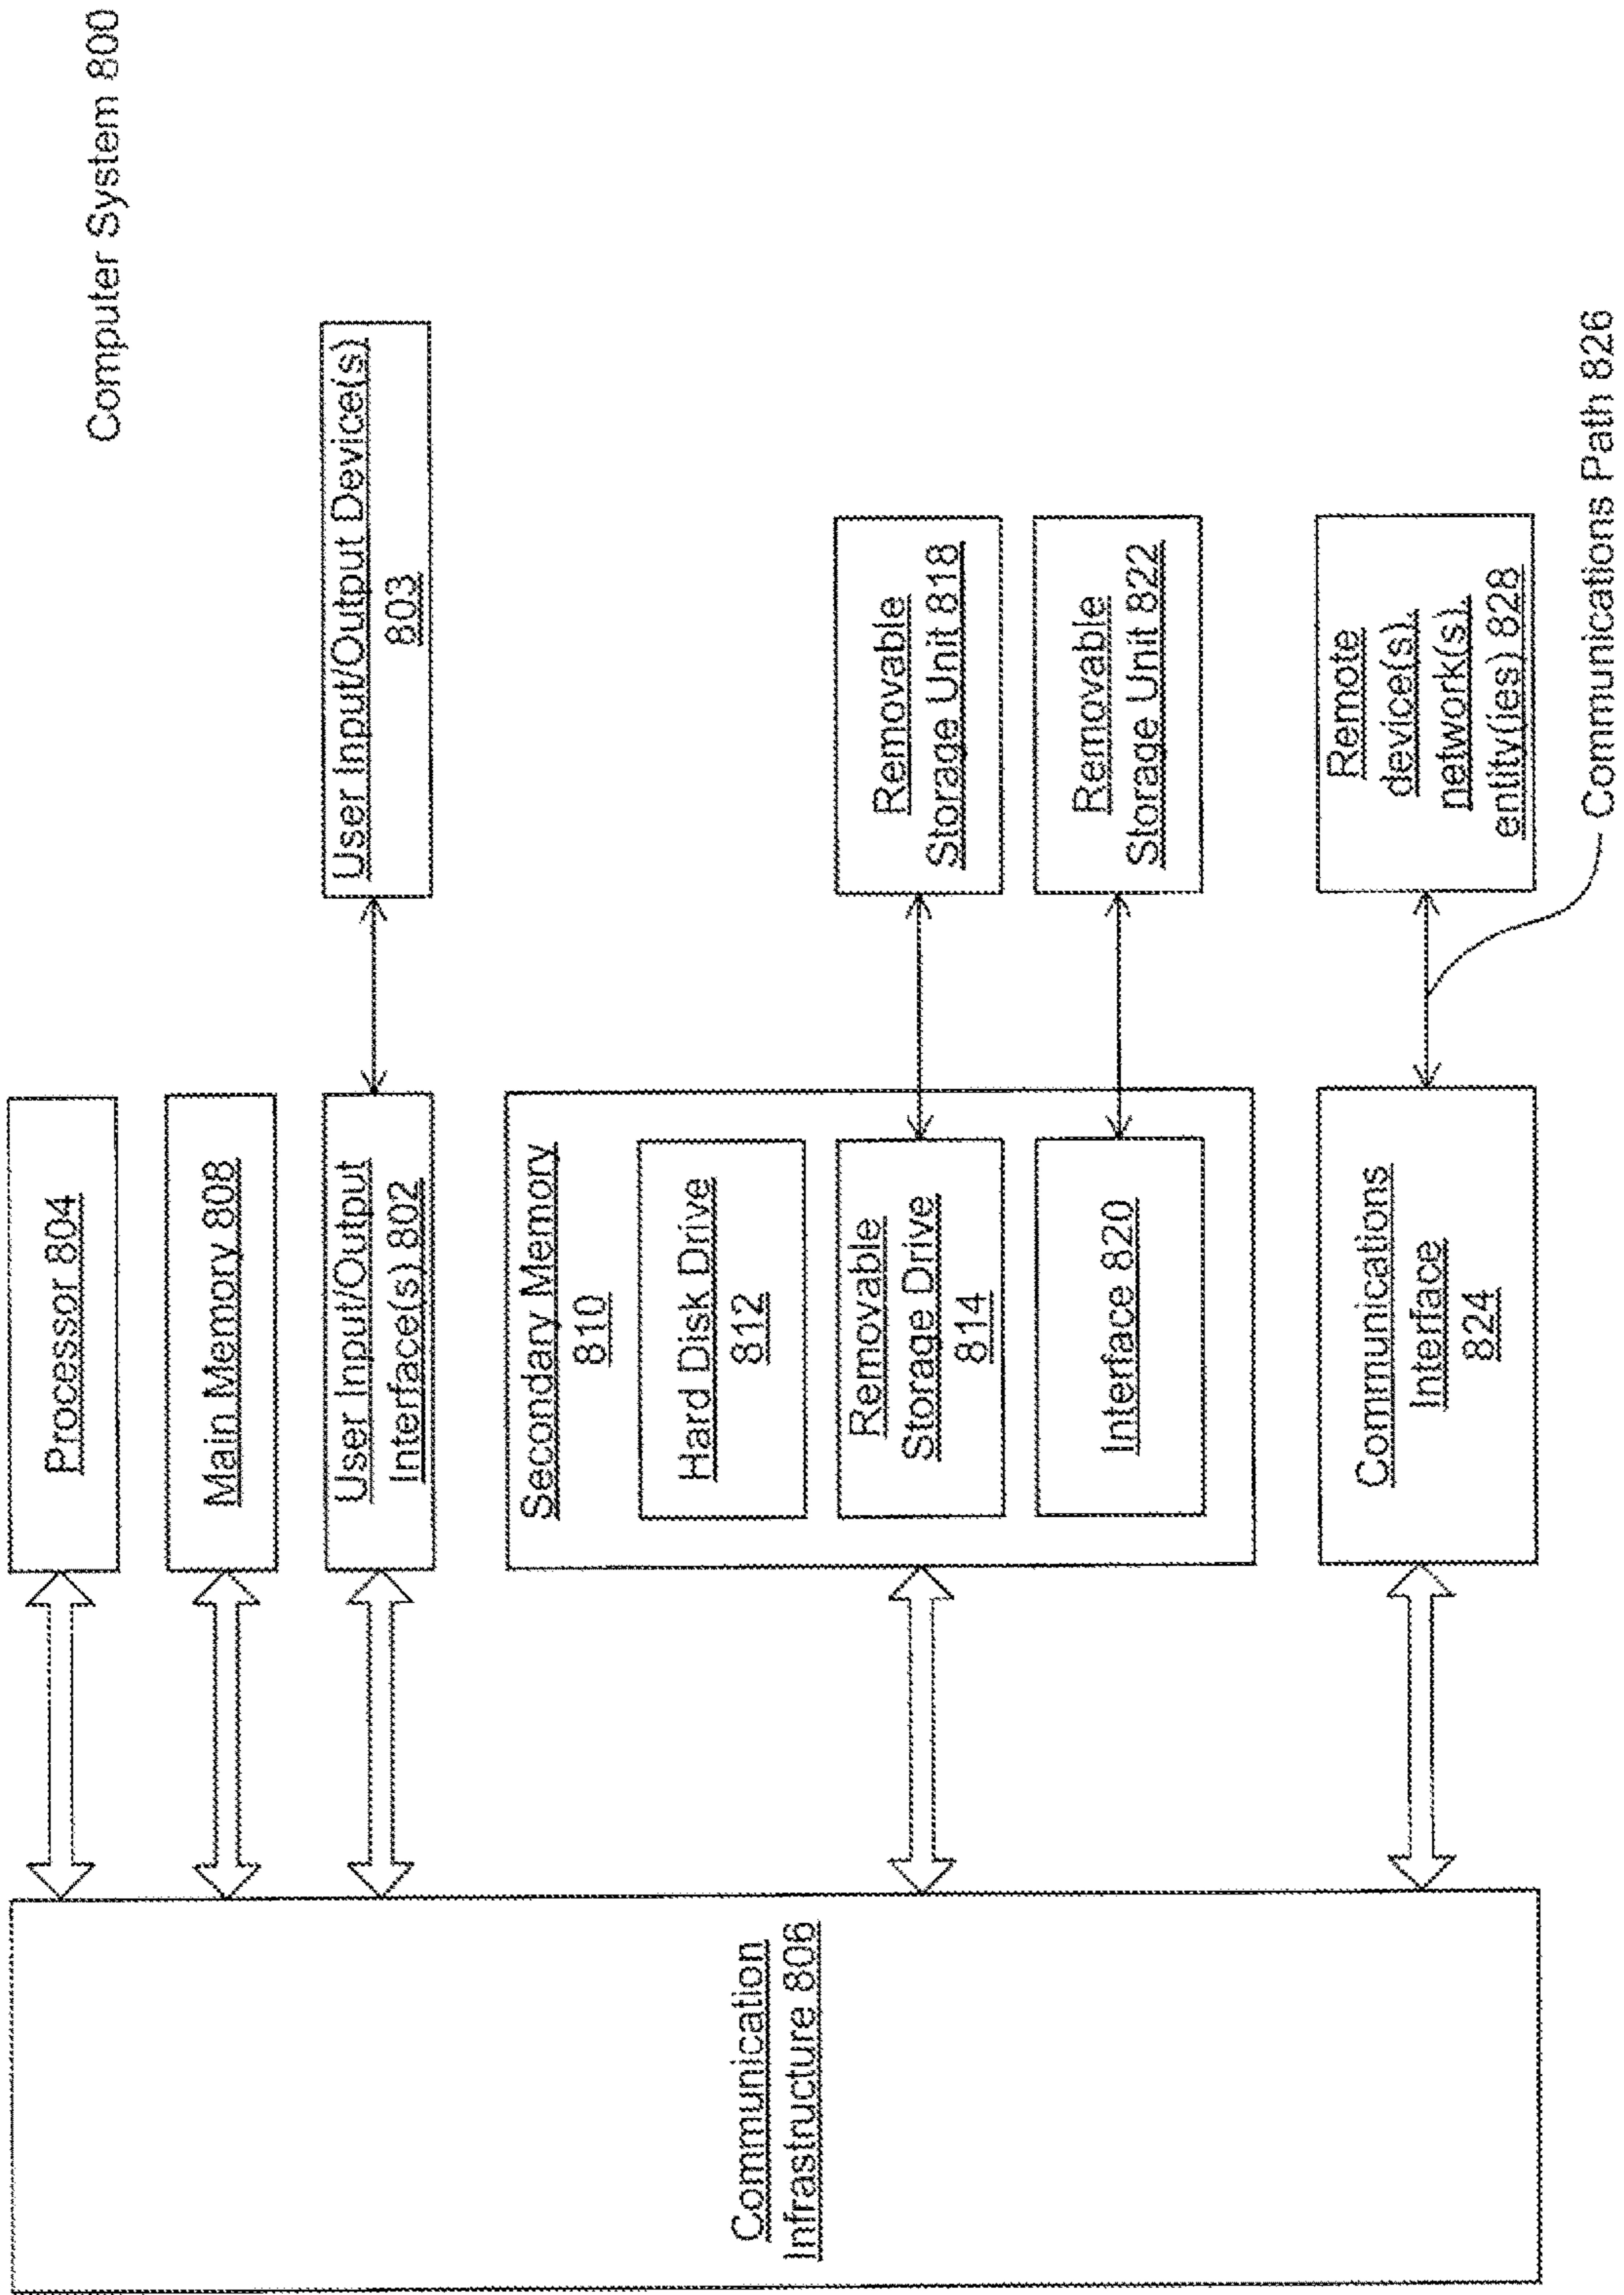 Computer System 800
Processor 804
Main Memory 808
User Input/Output
Interface(s) 802
User Input/Output Device(s)
803
Secondary Memory
810
Hard Disk Drive
812
Removable
Storage Drive
814
Removable
Storage Unit 818
Interface 820
Removable
Storage Unit 822
Communications
Interface
824
Remote
device(s),
network(s),
entity(ies) 828
Communications Path 826
Communication
Infrastructure 806